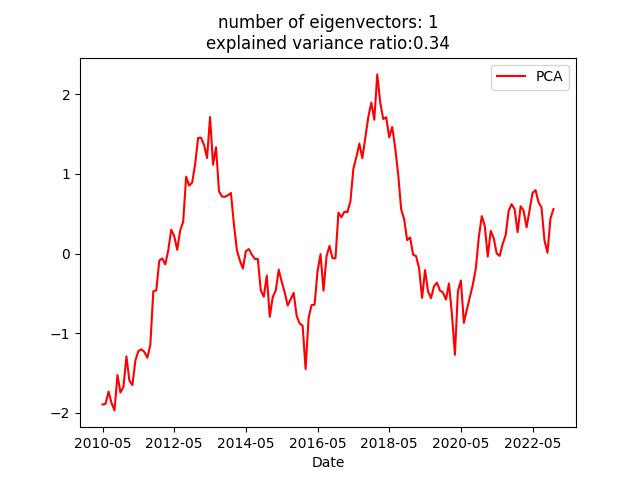 number of eigenvectors: 1
explained variance ratio:0.34
PCA
2
1
0
−1
−2
2010-05 2012-05 2014-05 2016-05 2018-05 2020-05 2022-05
Date